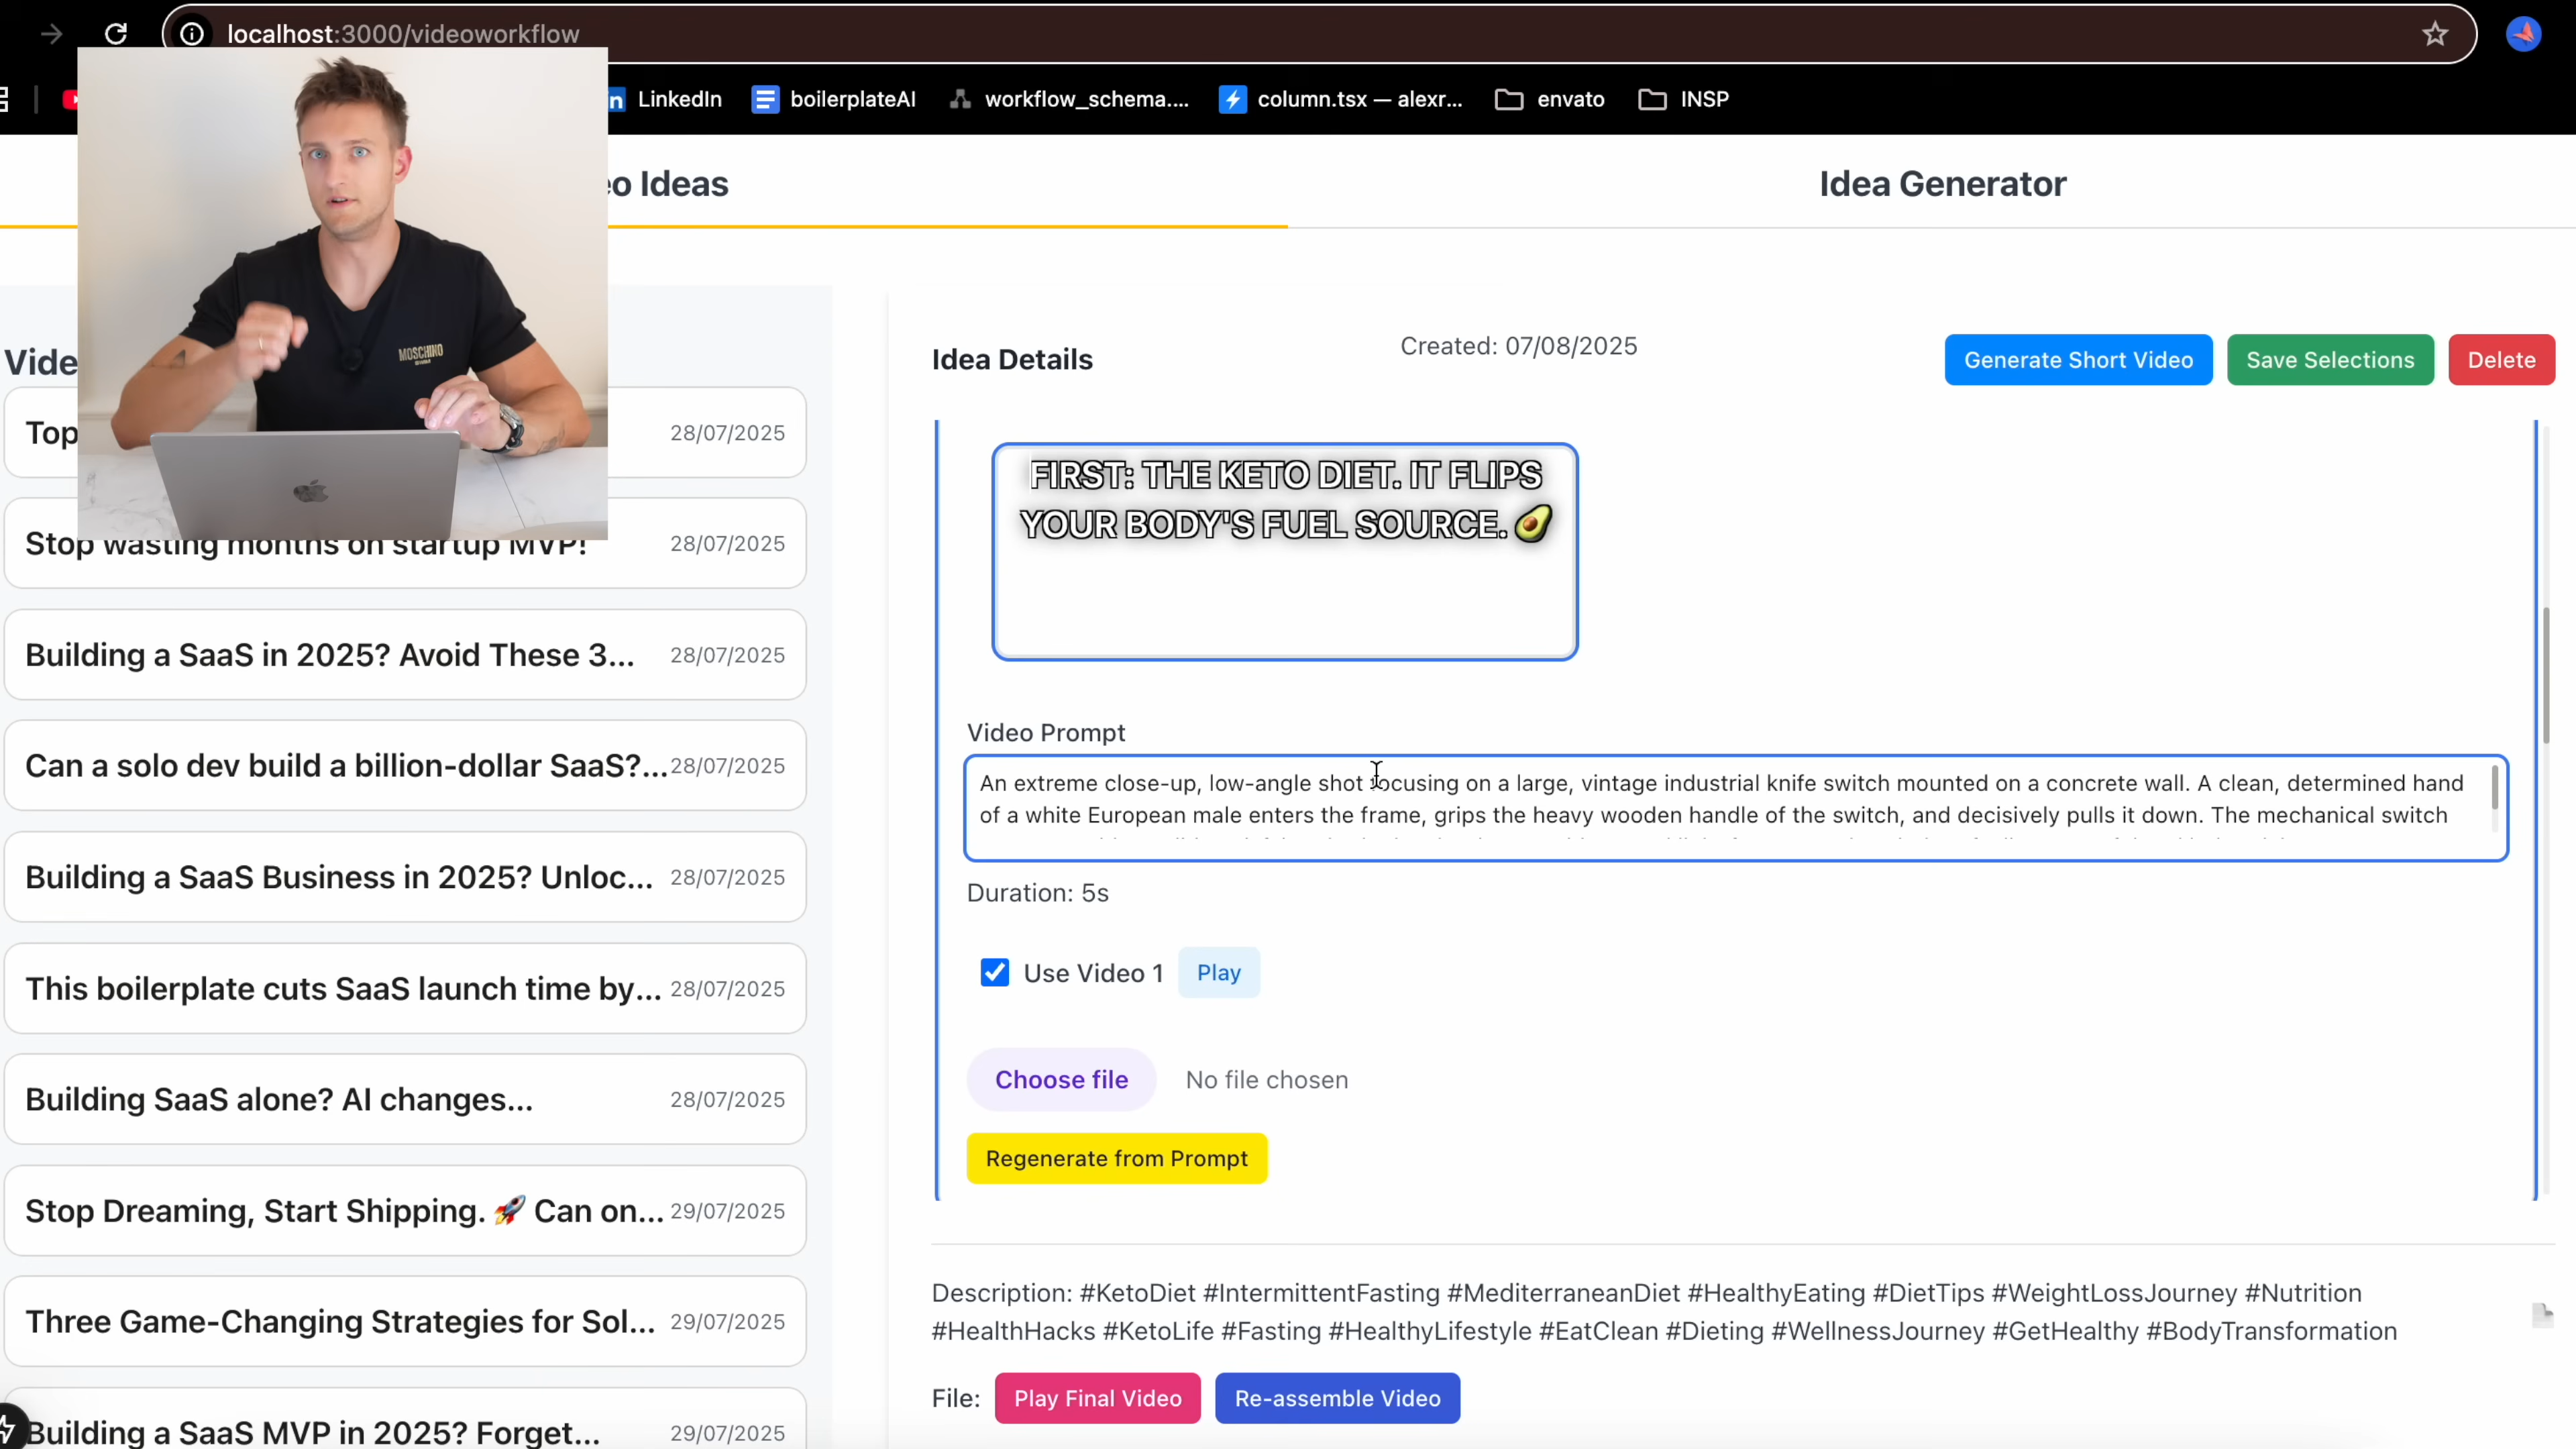 localhost:3000/videoworkflow
LinkedIn
boilerplateAI
workflow_schema....
column.tsx — alexr...
envato
INSP
Ideas
Idea Generator
MOSCHINO
Top
28/07/2025
Stop wasting months on startup MVP!
28/07/2025
Building a SaaS in 2025? Avoid These 3...
28/07/2025
Can a solo dev build a billion-dollar SaaS?...
28/07/2025
Building a SaaS Business in 2025? Unloc...
28/07/2025
This boilerplate cuts SaaS launch time by...
28/07/2025
Building SaaS alone? AI changes...
28/07/2025
Stop Dreaming, Start Shipping. 🚀 Can on...
29/07/2025
Three Game-Changing Strategies for Sol...
29/07/2025
Building a SaaS MVP in 2025? Forget...
29/07/2025
Idea Details
Created: 07/08/2025
Generate Short Video
Save Selections
Delete
FIRST: THE KETO DIET. IT FLIPS
YOUR BODY'S FUEL SOURCE. 🥑
Video Prompt
An extreme close-up, low-angle shot focusing on a large, vintage industrial knife switch mounted on a concrete wall. A clean, determined hand
of a white European male enters the frame, grips the heavy wooden handle of the switch, and decisively pulls it down. The mechanical switch
Duration: 5s
Use Video 1
Play
Choose file
No file chosen
Regenerate from Prompt
Description: #KetoDiet #IntermittentFasting #MediterraneanDiet #HealthyEating #DietTips #WeightLossJourney #Nutrition
#HealthHacks #KetoLife #Fasting #HealthyLifestyle #EatClean #Dieting #WellnessJourney #GetHealthy #BodyTransformation
File:
Play Final Video
Re-assemble Video